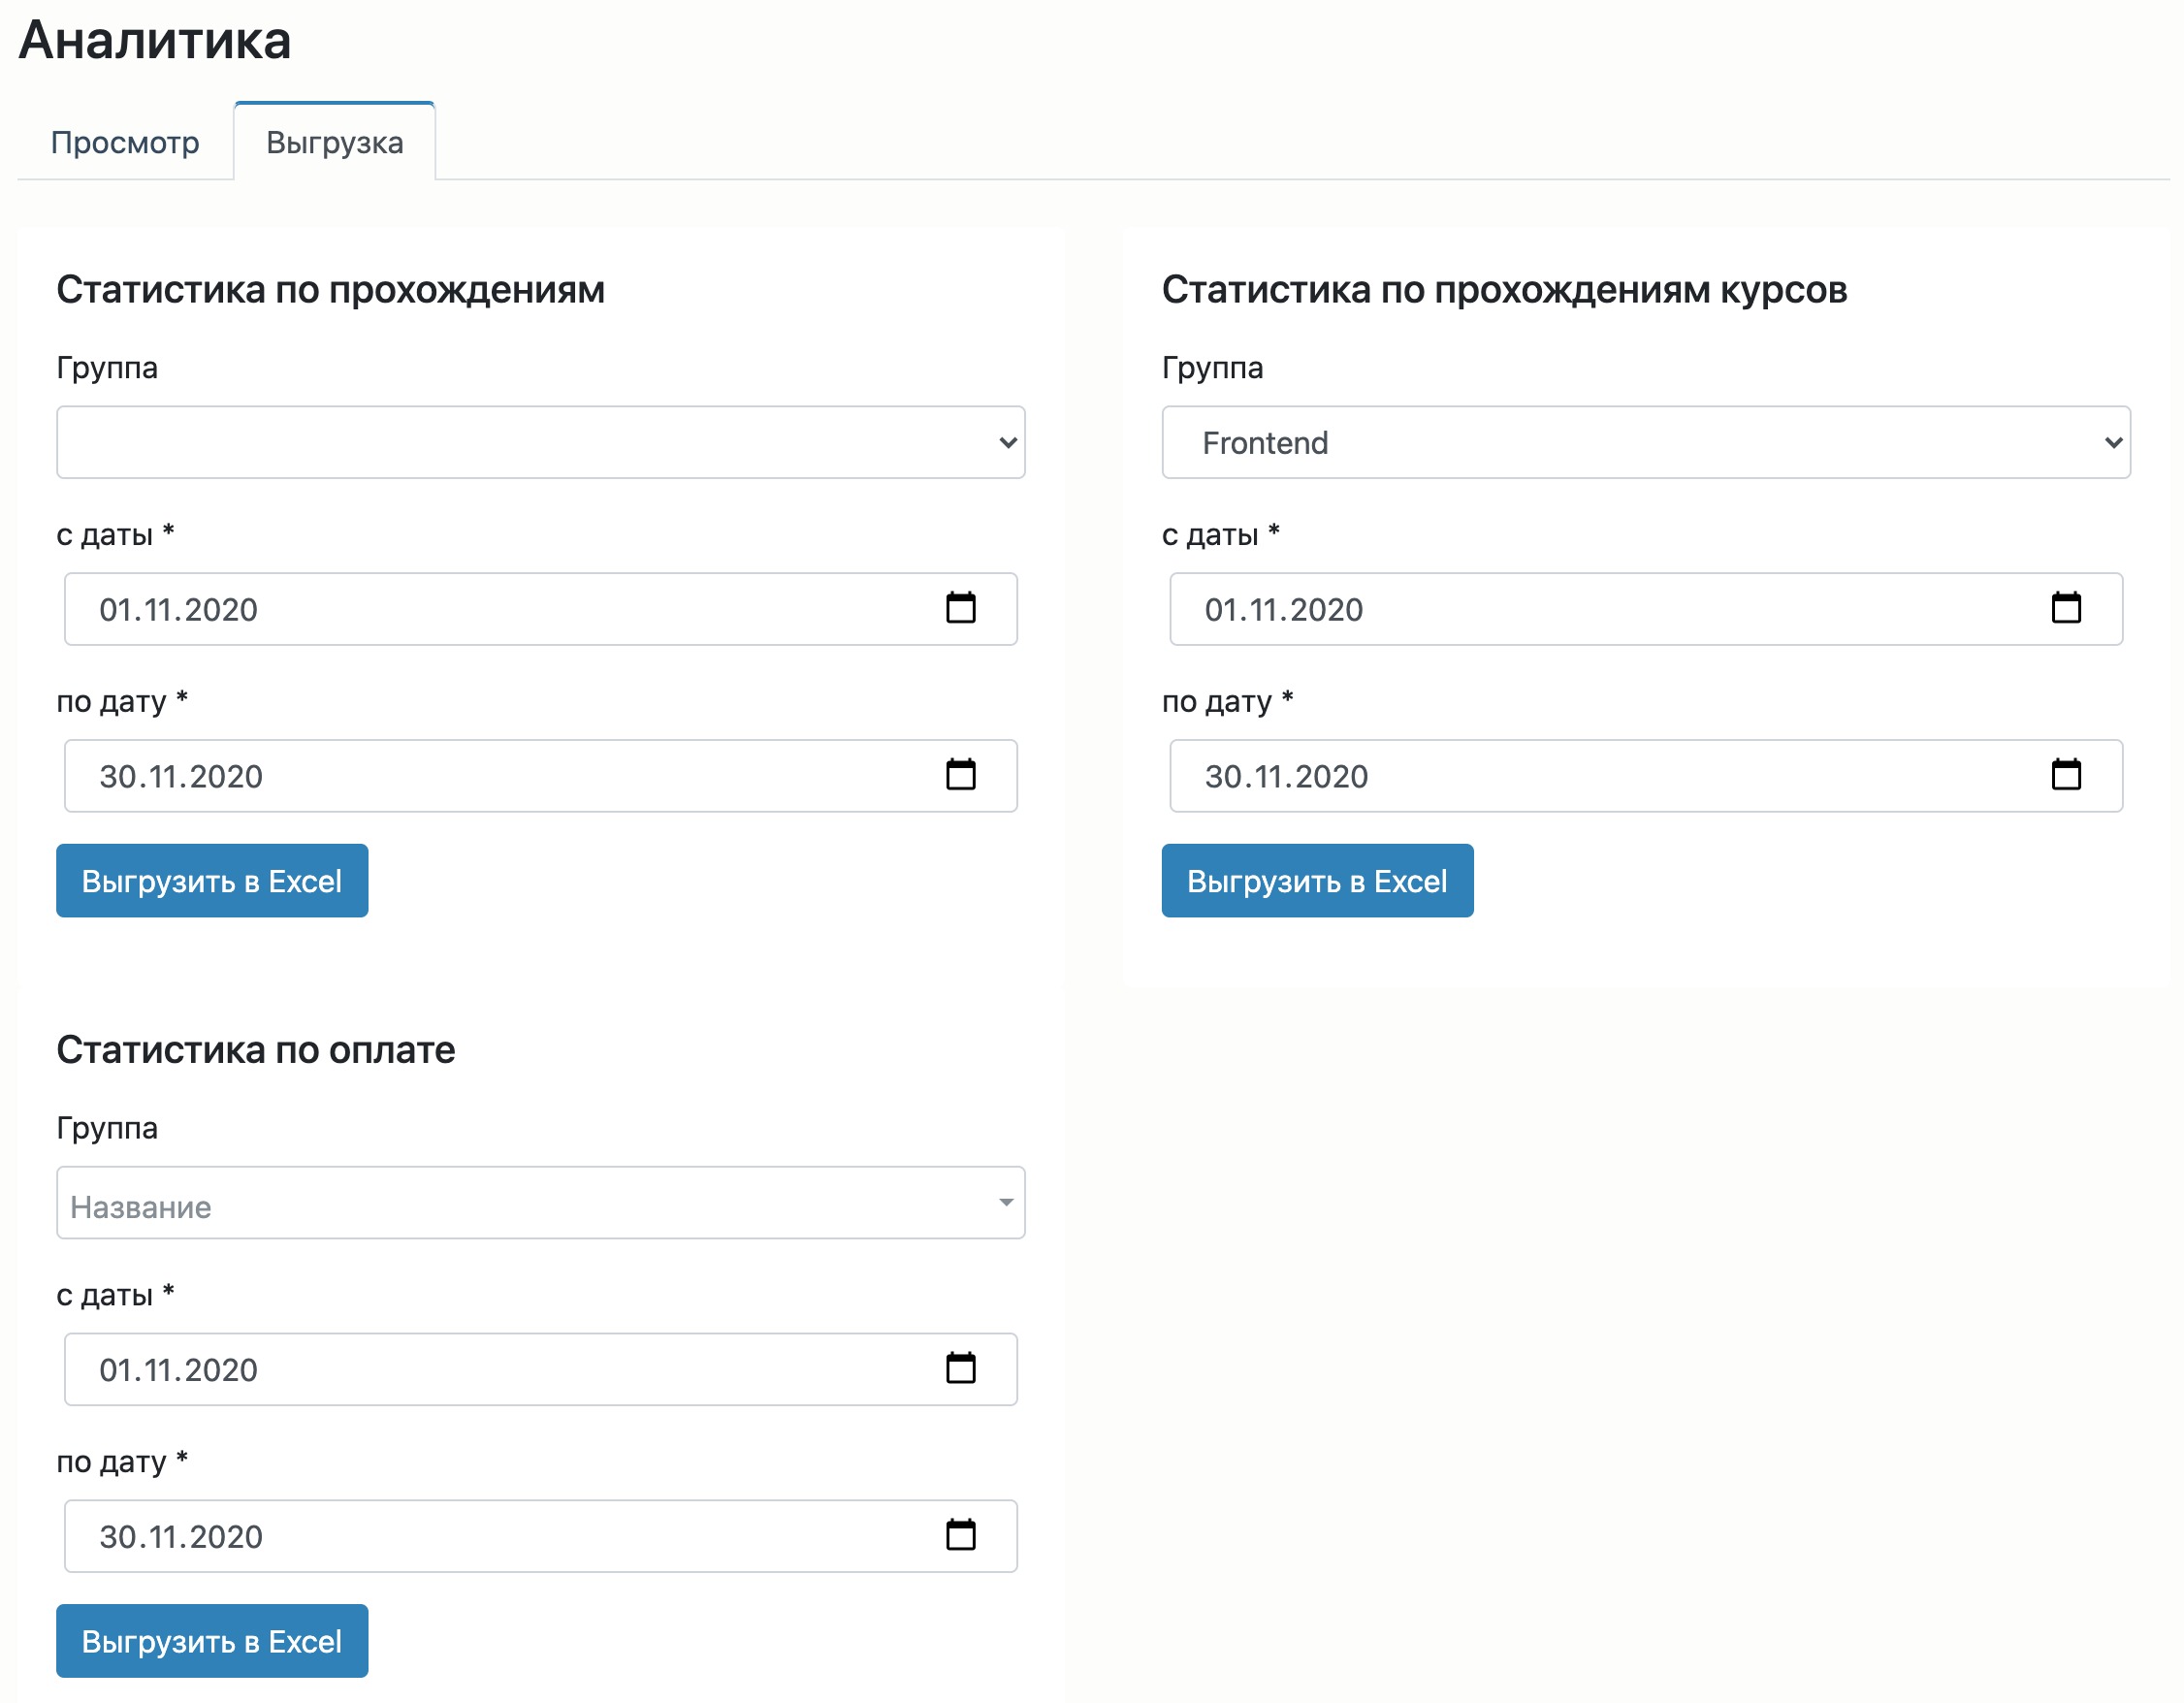 Аналитика
Просмотр
Выгрузка
Статистика по прохождениям
Группа
с даты *
01.11.2020
по дату *
30.11.2020
Выгрузить в Excel
Статистика по прохождениям курсов
Группа
Frontend
с даты *
01.11.2020
по дату *
30.11.2020
Выгрузить в Excel
Статистика по оплате
Группа
Название
с даты *
01.11.2020
по дату *
30.11.2020
Выгрузить в Excel